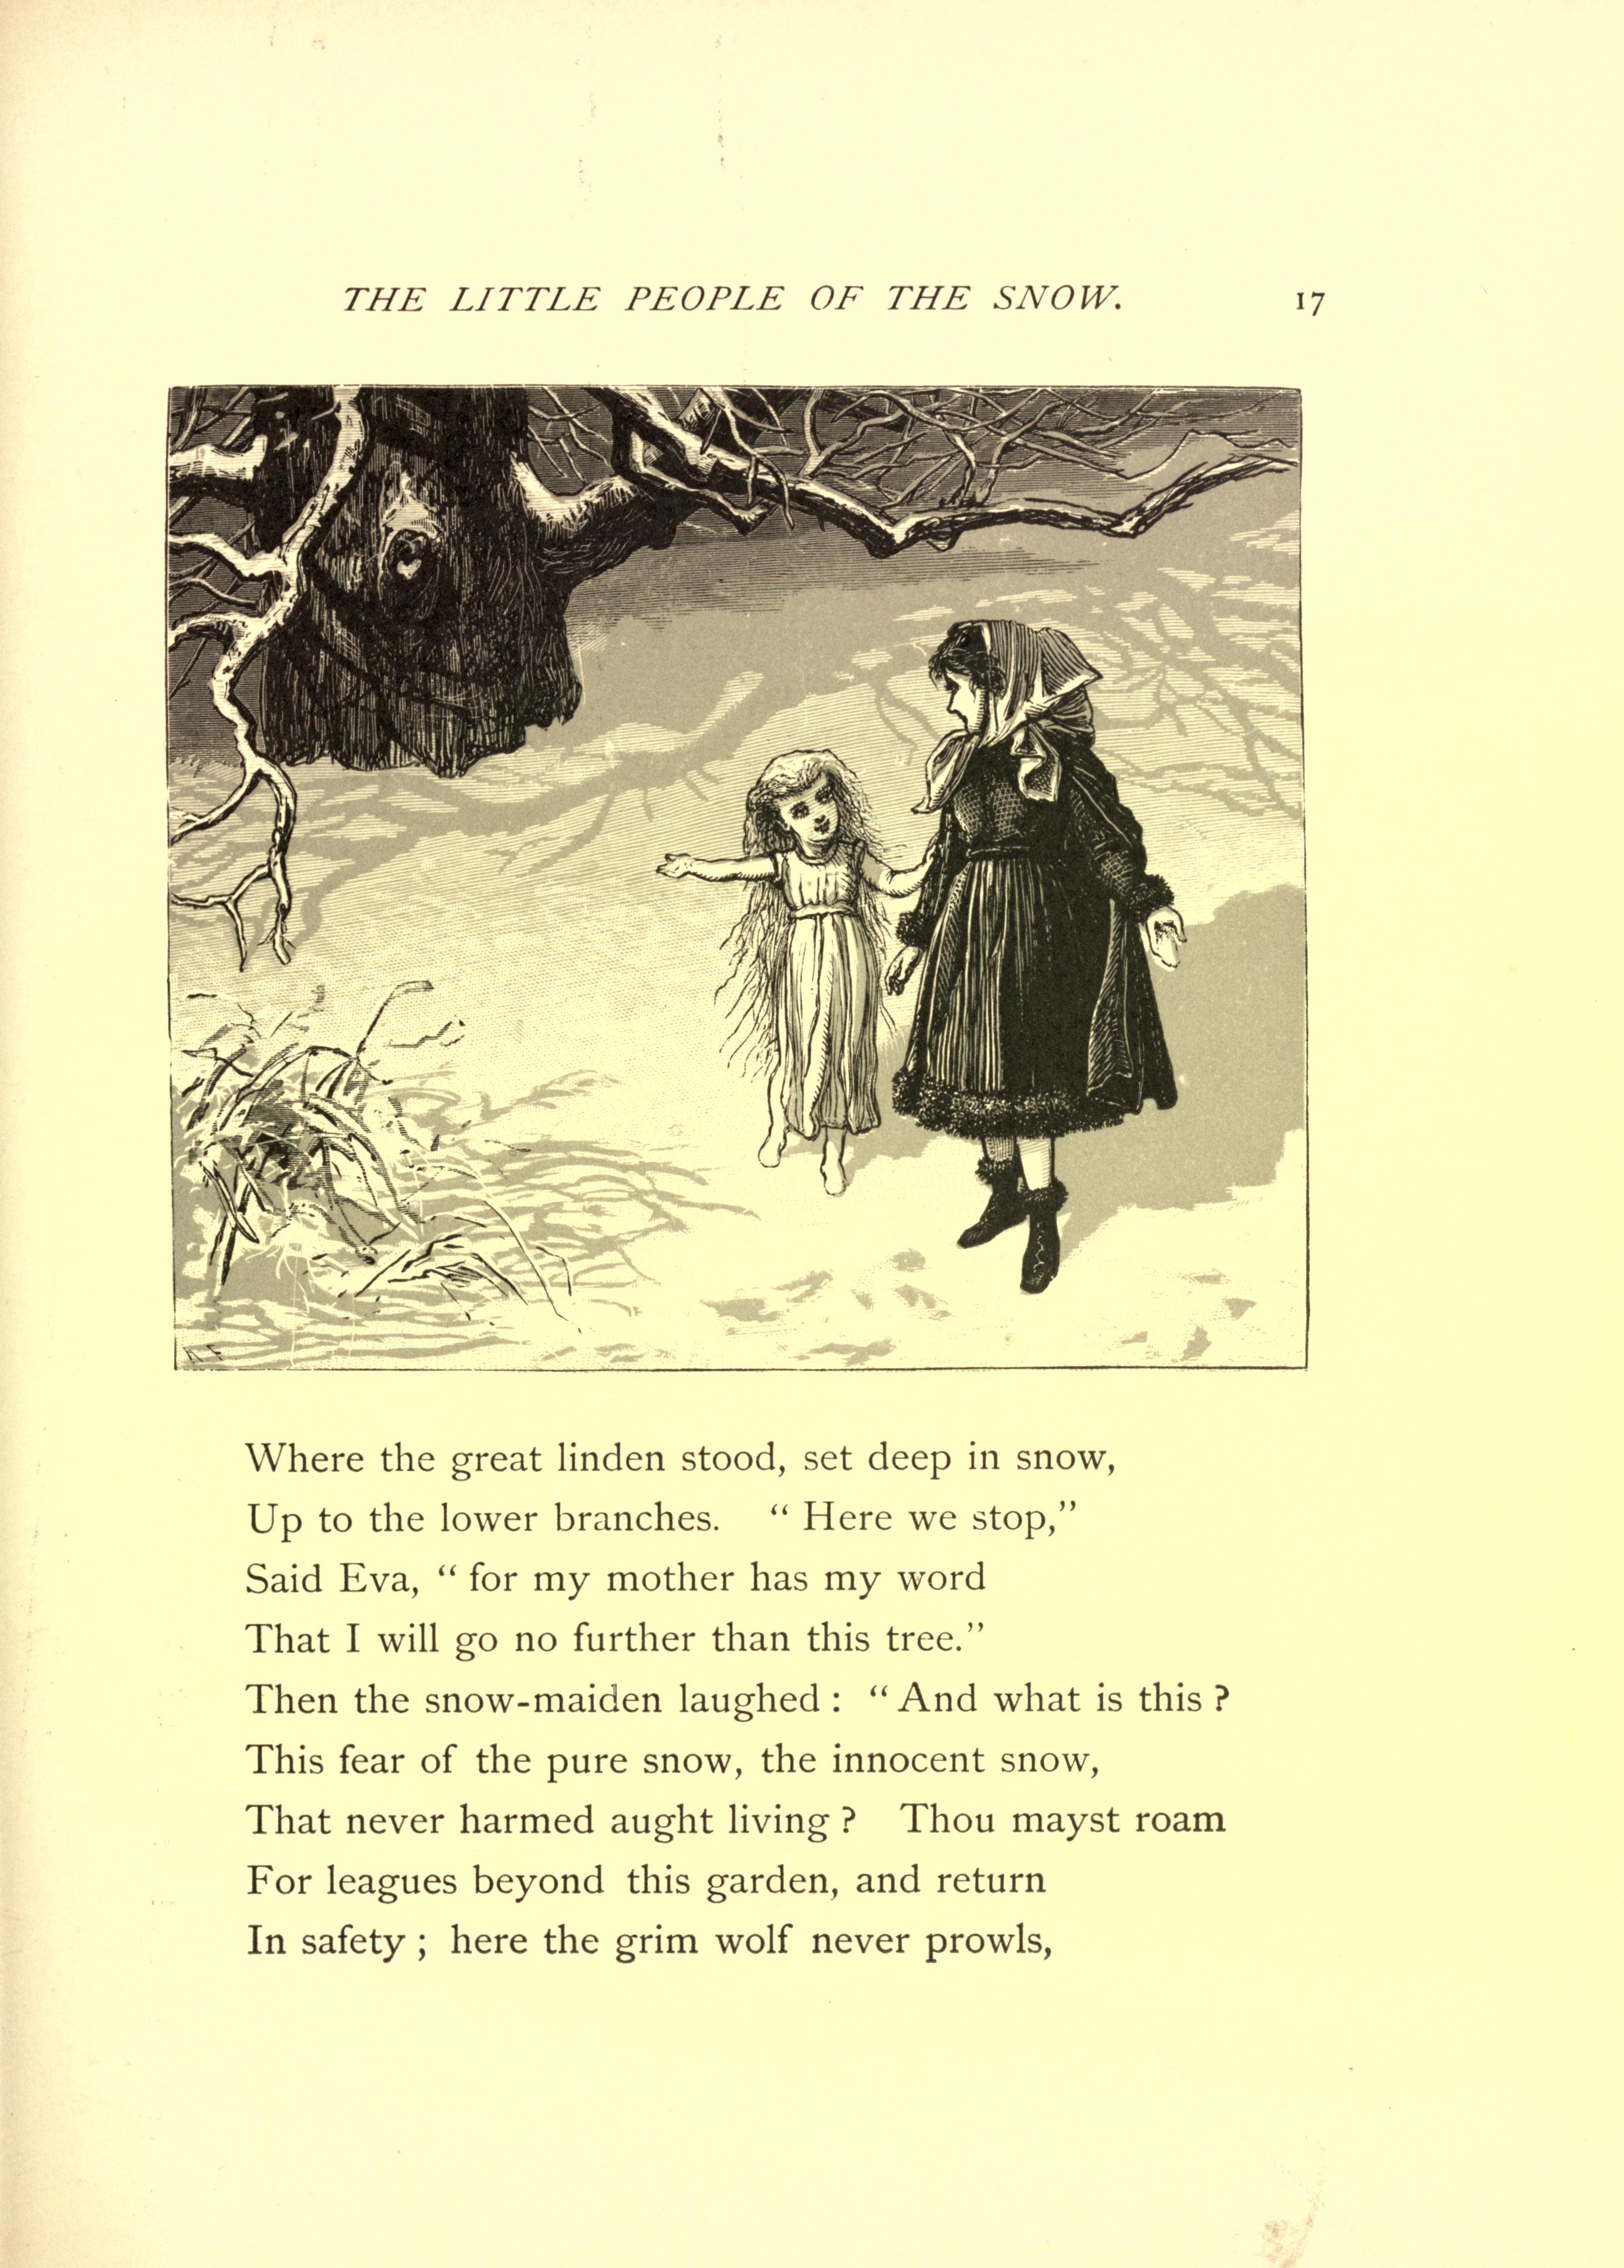 THE LITTLE PEOPLE OF THE SNOW. 17
Where the great linden stood, set deep in snow,
Up to the lower branches. “Here we stop,”
Said Eva, “for my mother has my word
That I will go no further than this tree.”
Then the snow-maiden laughed: “And what is this?
This fear of the pure snow, the innocent snow,
That never harmed aught living? Thou mayst roam
For leagues beyond this garden, and return
In safety; here the grim wolf never prowls,